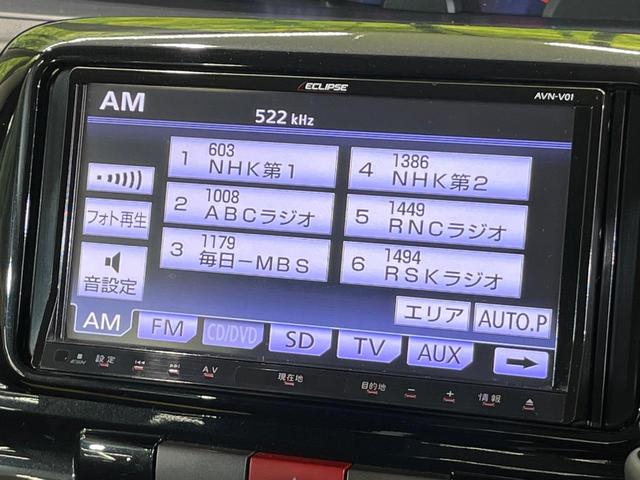 ECLIPSE
AVN-V01
AM
522 kHz
1 603 NHK第1
4 1386 NHK第2
2 1008 ABCラジオ
5 1449 RNCラジオ
3 1179 毎日-MBS
6 1494 RSKラジオ
フォト再生
音設定
エリア
AUTO.P
AM
FM
CD/DVD
SD
TV
AUX
設定
AV
現在地
目的地
−
+
情報